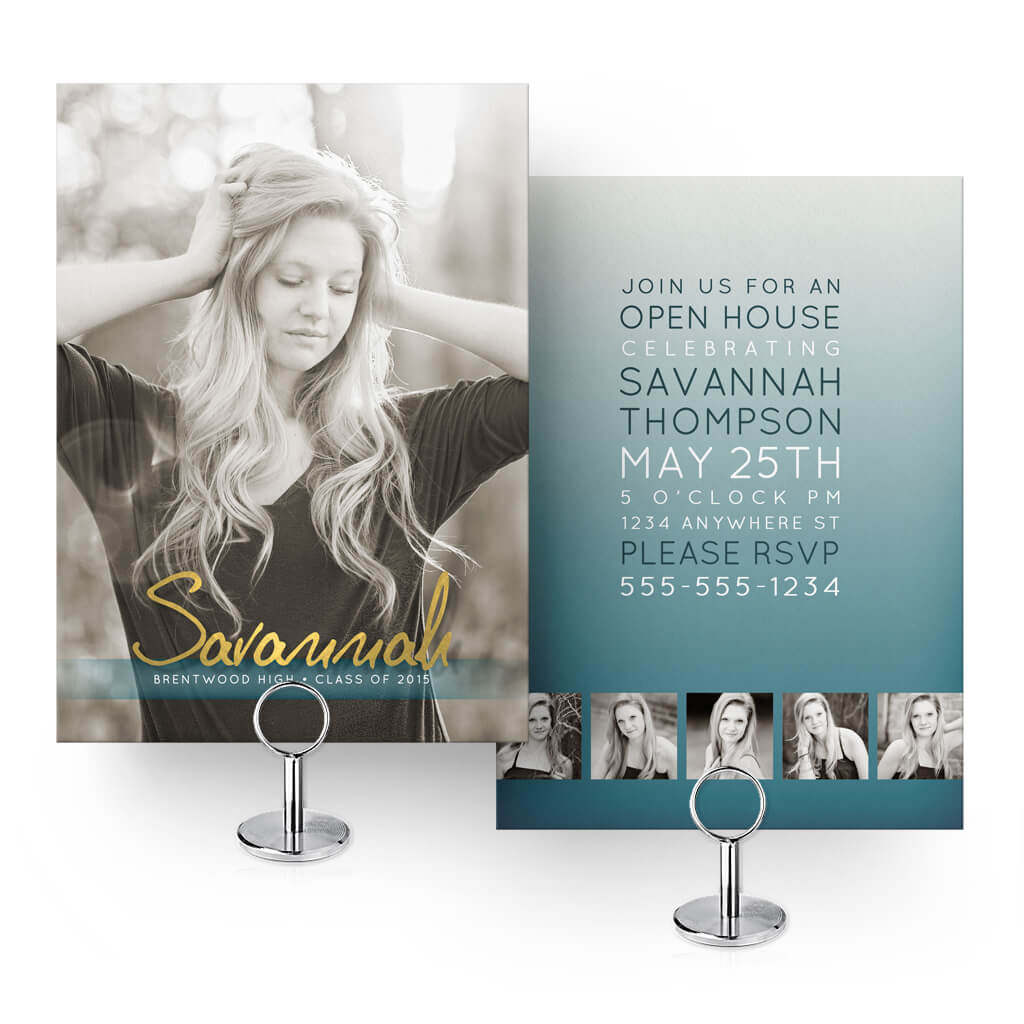 Savannah
BRENTWOOD HIGH • CLASS OF 2015
JOIN US FOR AN
OPEN HOUSE
CELEBRATING
SAVANNAH
THOMPSON
MAY 25TH
5 O'CLOCK PM
1234 ANYWHERE ST
PLEASE RSVP
555-555-1234